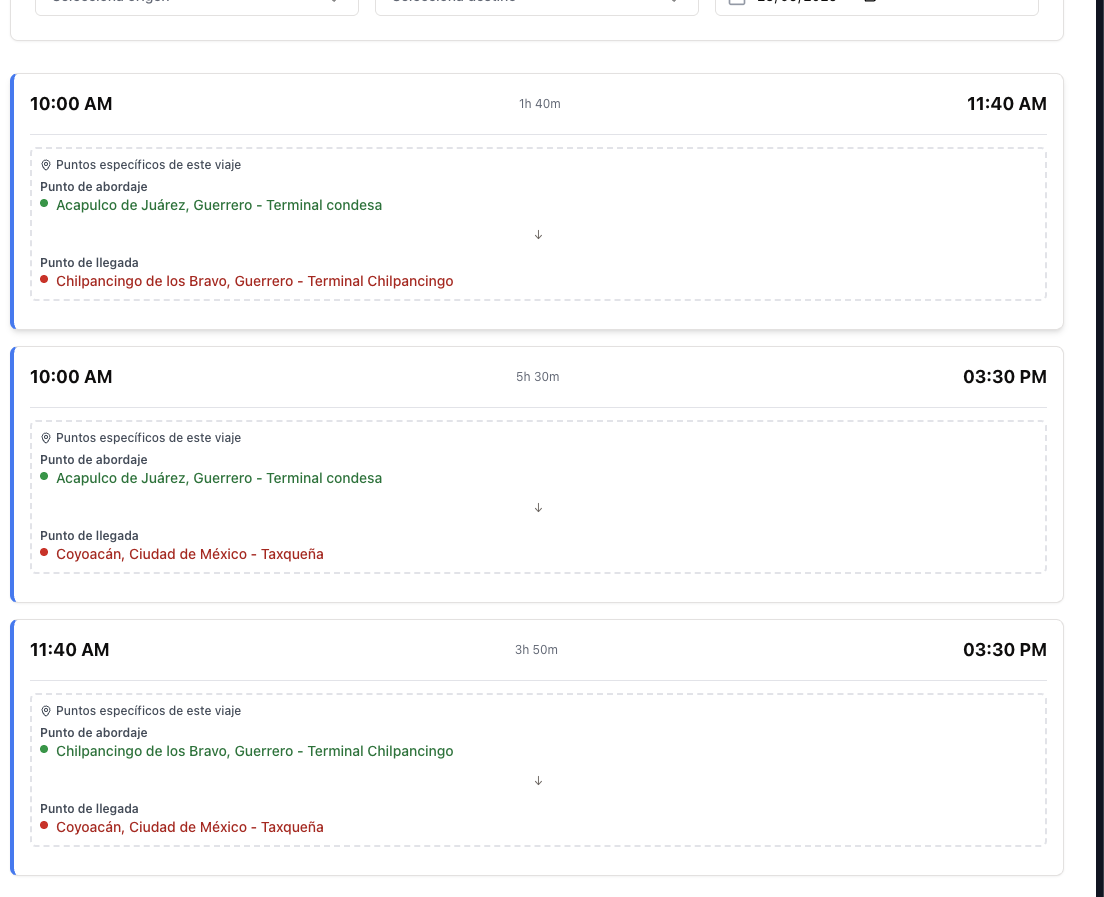 10:00 AM 1h 40m 11:40 AM
Puntos específicos de este viaje
Punto de abordaje
Acapulco de Juárez, Guerrero - Terminal condesa
↓
Punto de llegada
Chilpancingo de los Bravo, Guerrero - Terminal Chilpancingo
10:00 AM 5h 30m 03:30 PM
Puntos específicos de este viaje
Punto de abordaje
Acapulco de Juárez, Guerrero - Terminal condesa
↓
Punto de llegada
Coyoacán, Ciudad de México - Taxqueña
11:40 AM 3h 50m 03:30 PM
Puntos específicos de este viaje
Punto de abordaje
Chilpancingo de los Bravo, Guerrero - Terminal Chilpancingo
↓
Punto de llegada
Coyoacán, Ciudad de México - Taxqueña